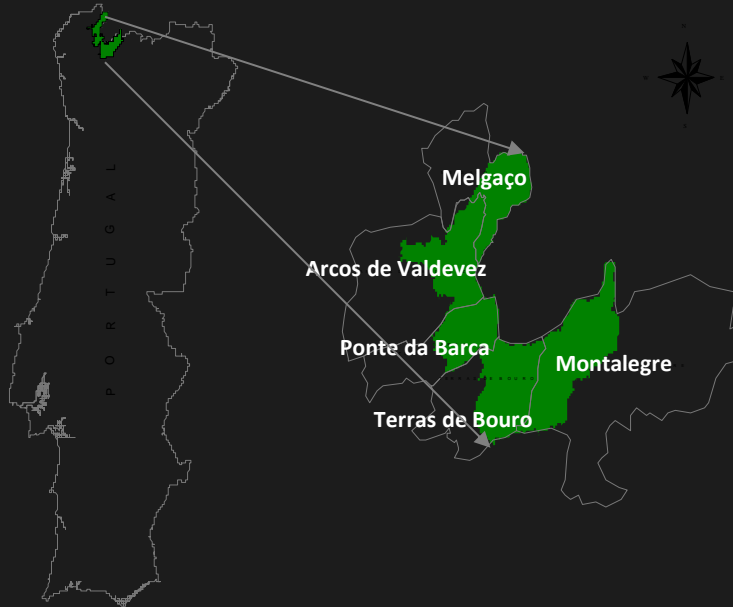 PORTUGAL
Melgaço
Arcos de Valdevez
Ponte da Barca
Montalegre
Terras de Bouro